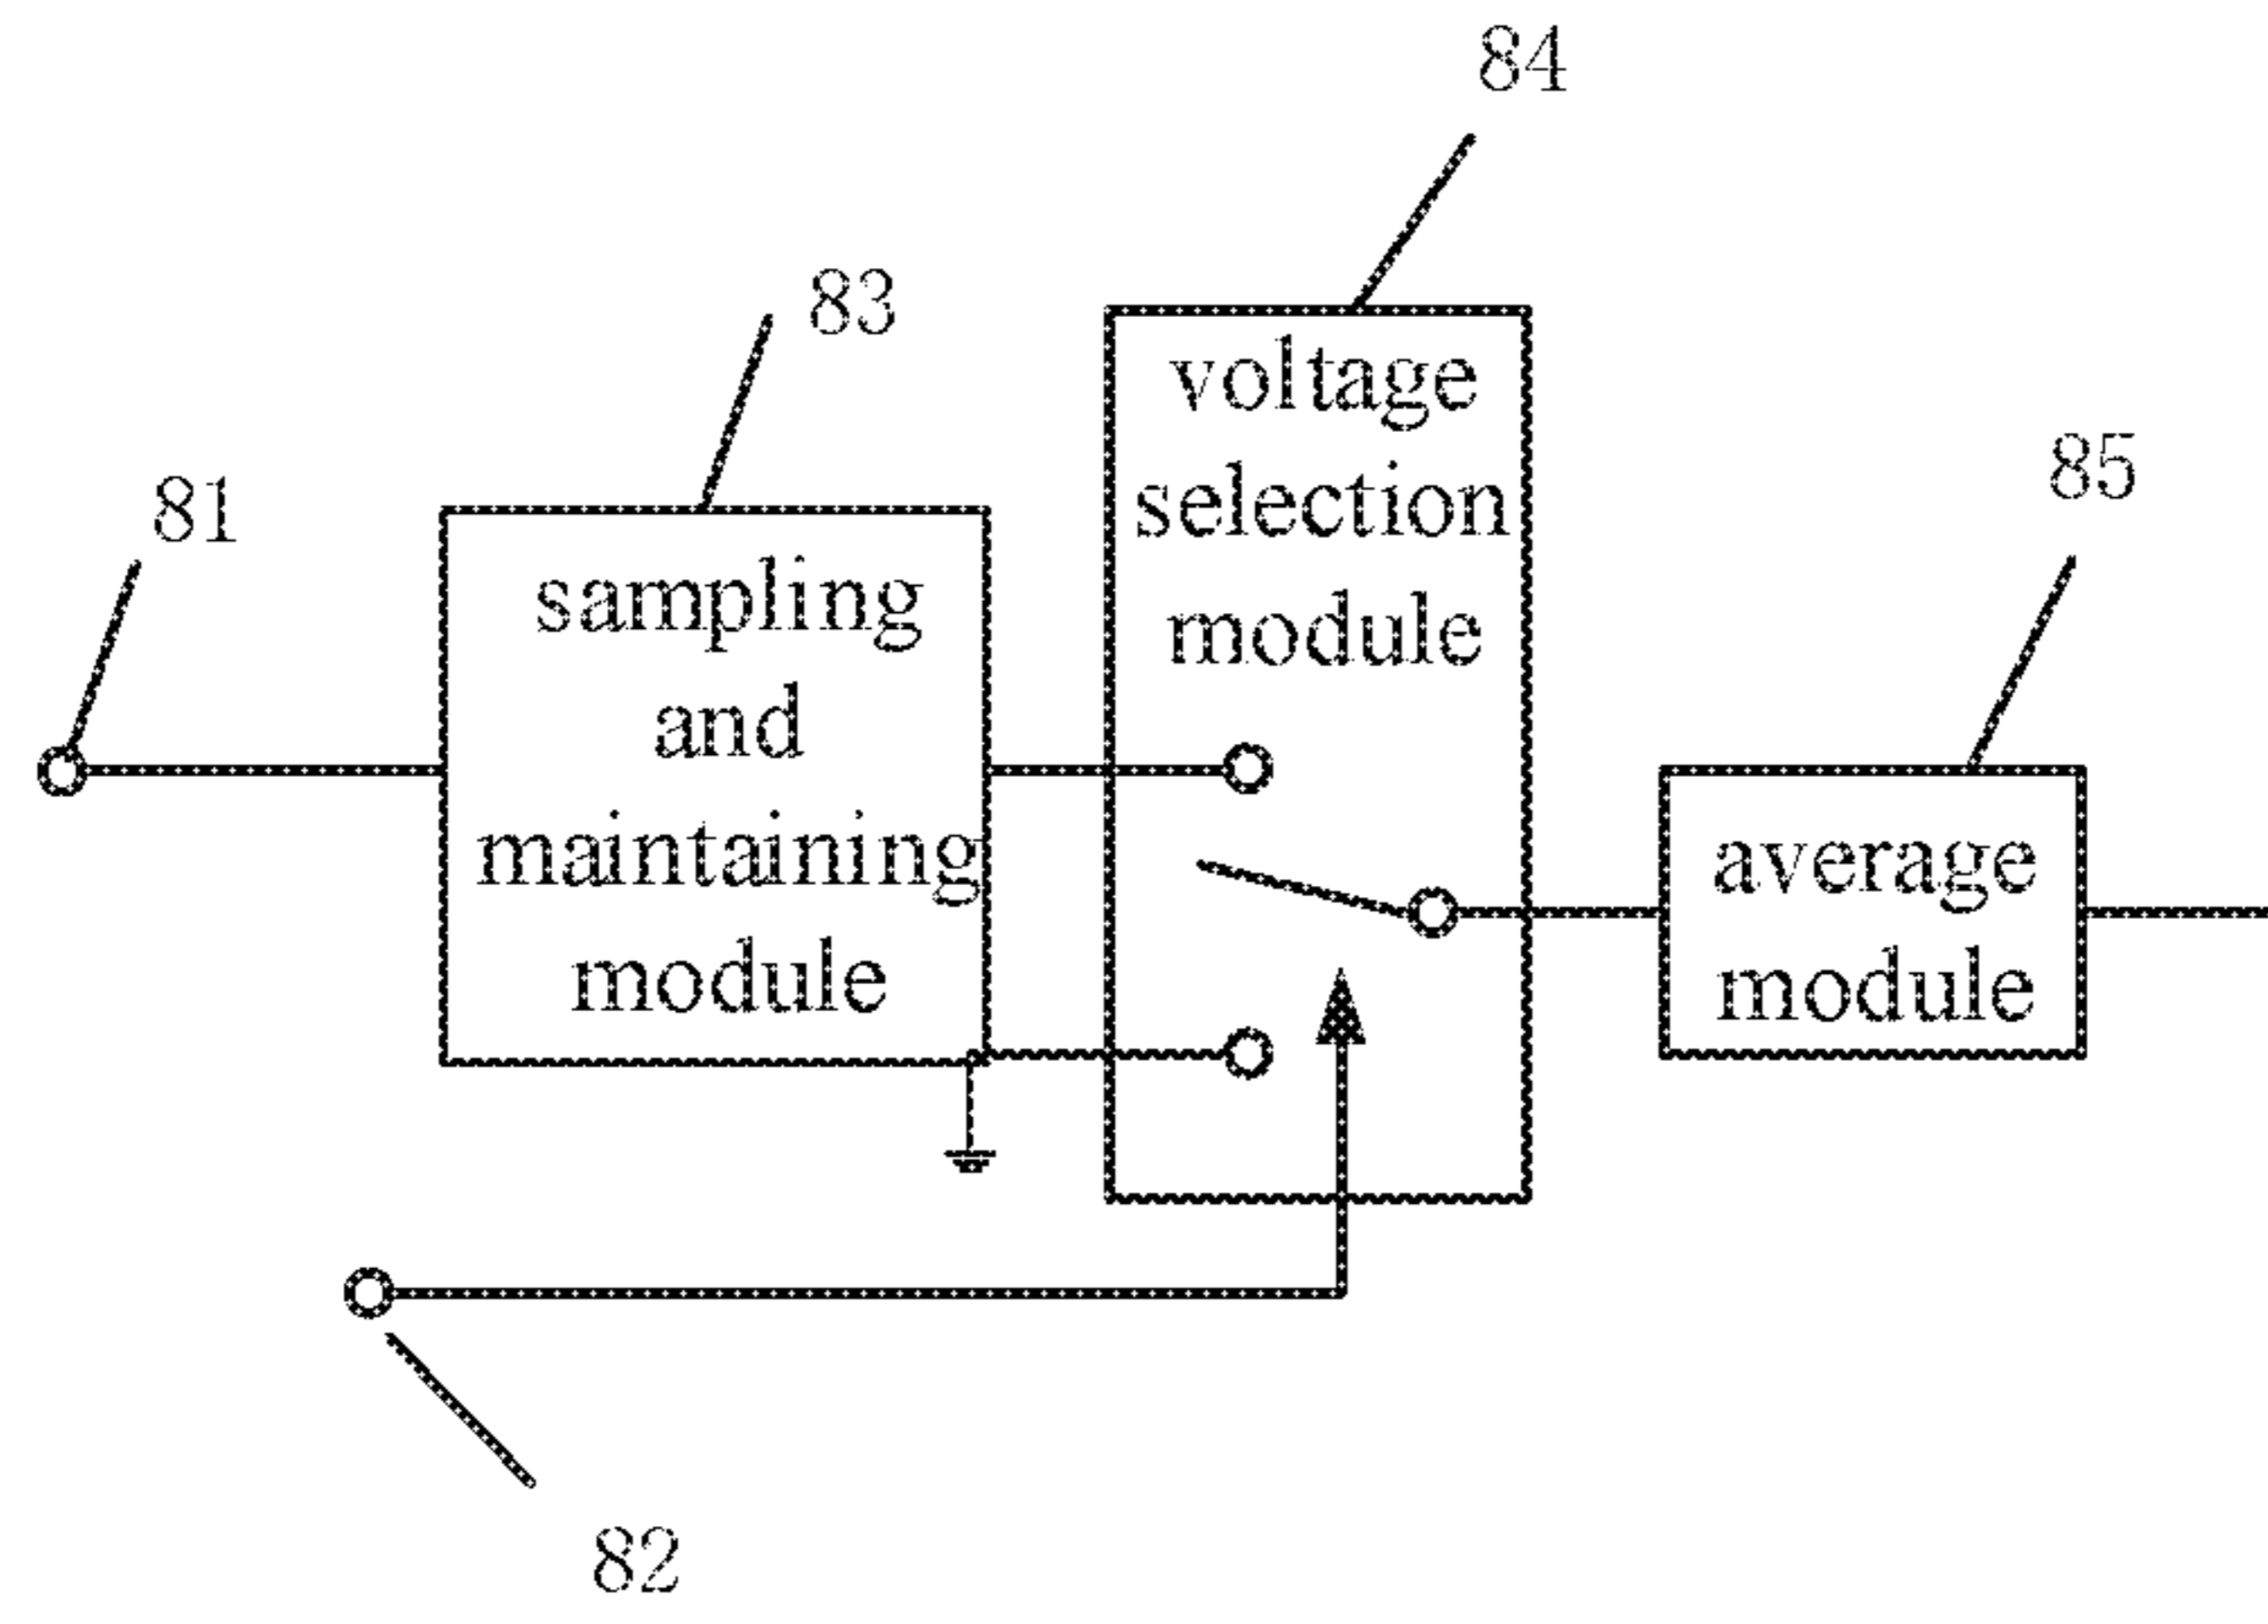 84
83
voltage
selection
module
85
81
sampling
and
maintaining
module
average
module
82